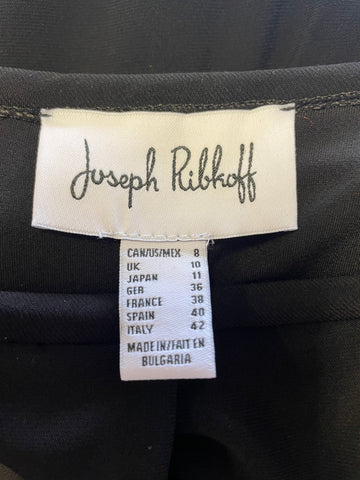 Joseph Ribkoff
CAN/US/MEX 8
UK 10
JAPAN 11
GER 36
FRANCE 38
SPAIN 40
ITALY 42
MADE IN/FAIT EN
BULGARIA